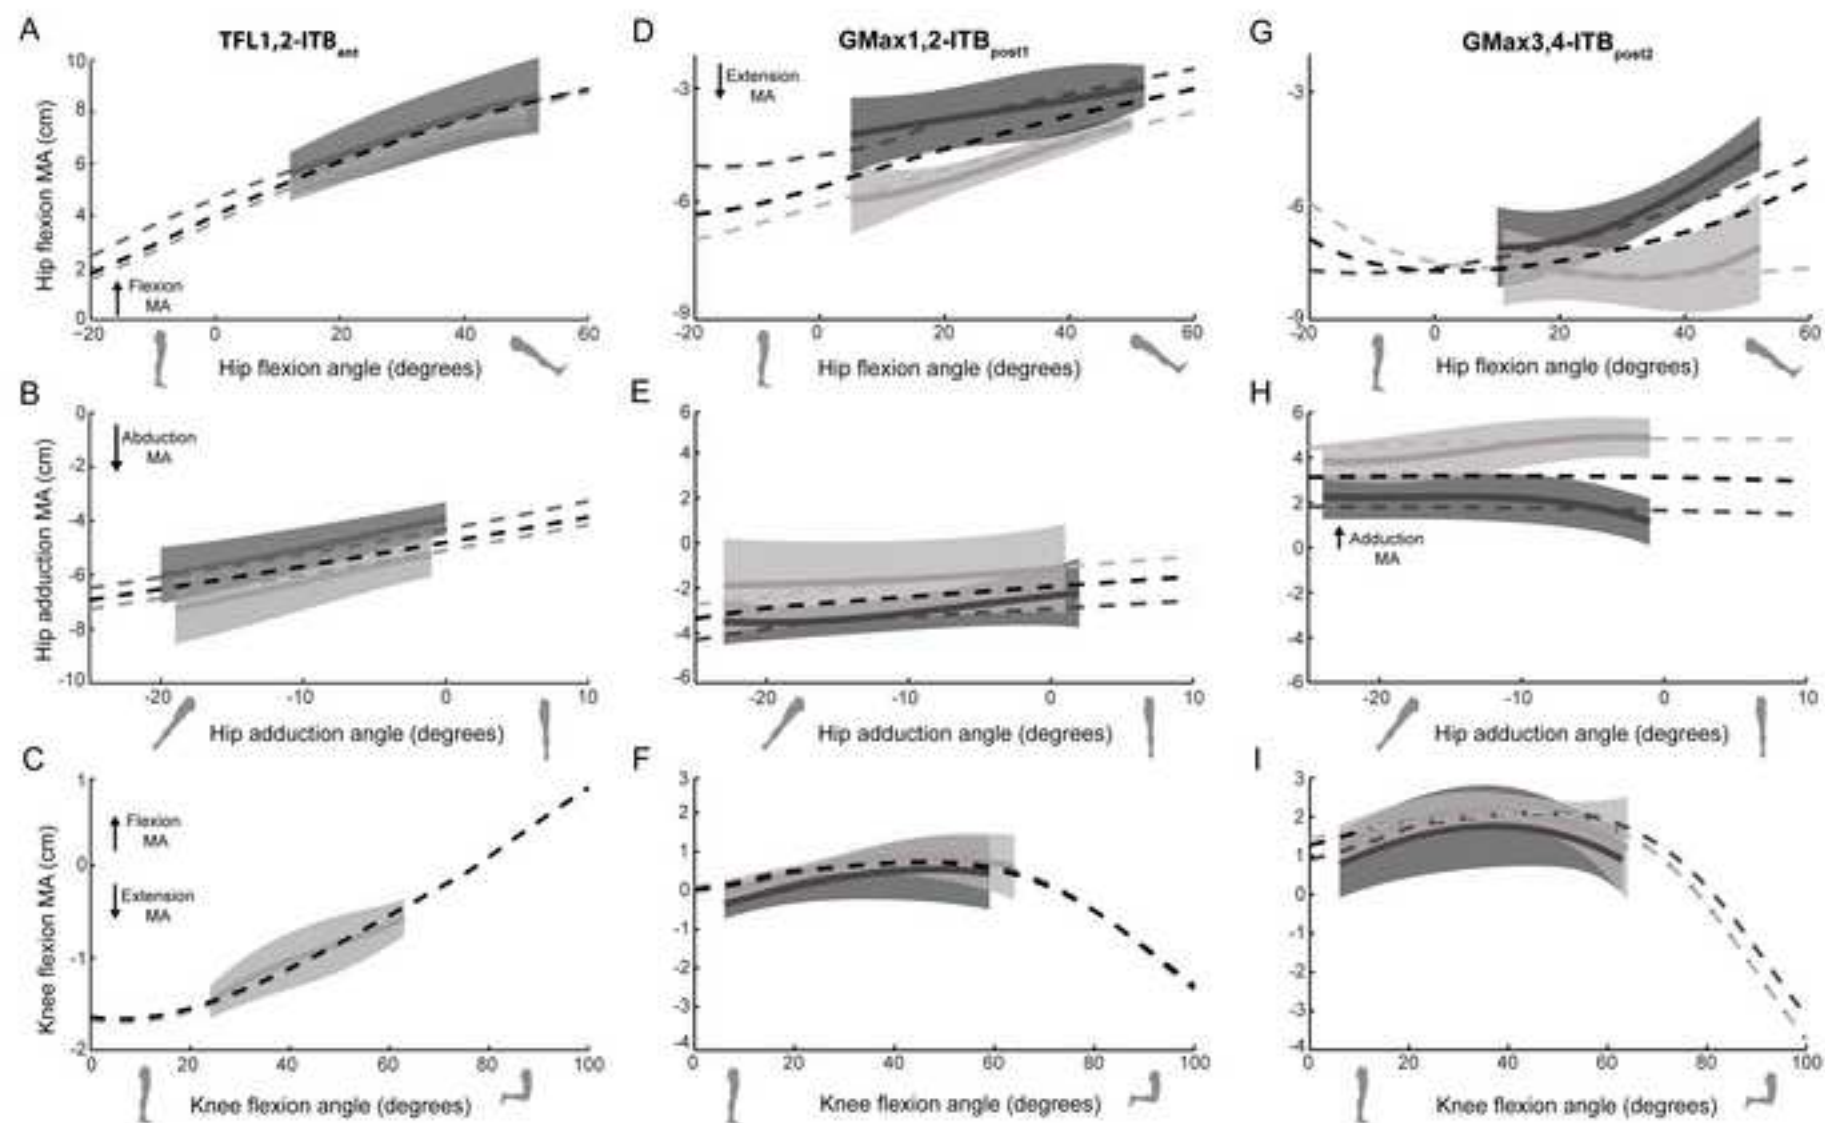 A
TFL1,2-ITBant
10
8
6
4
2
0
Hip flexion MA (cm)
Flexion
MA
-20 0 20 40 60
Hip flexion angle (degrees)
D
GMax1,2-ITBpost1
Extension
MA
-3
-6
-9
-20 0 20 40 60
Hip flexion angle (degrees)
G
GMax3,4-ITBpost2
-3
-6
-9
-20 0 20 40 60
Hip flexion angle (degrees)
B
0
-2
-4
-6
-8
-10
Hip adduction MA (cm)
Abduction
MA
-20 -10 0 10
Hip adduction angle (degrees)
E
6
4
2
0
-2
-4
-6
-20 -10 0 10
Hip adduction angle (degrees)
H
6
4
2
0
-2
-4
-6
Adduction
MA
-20 -10 0 10
Hip adduction angle (degrees)
C
1
0
-1
-2
Knee flexion MA (cm)
Flexion
MA
Extension
MA
0 20 40 60 80 100
Knee flexion angle (degrees)
F
3
2
1
0
-1
-2
-3
-4
0 20 40 60 80 100
Knee flexion angle (degrees)
I
3
2
1
0
-1
-2
-3
-4
0 20 40 60 80 100
Knee flexion angle (degrees)